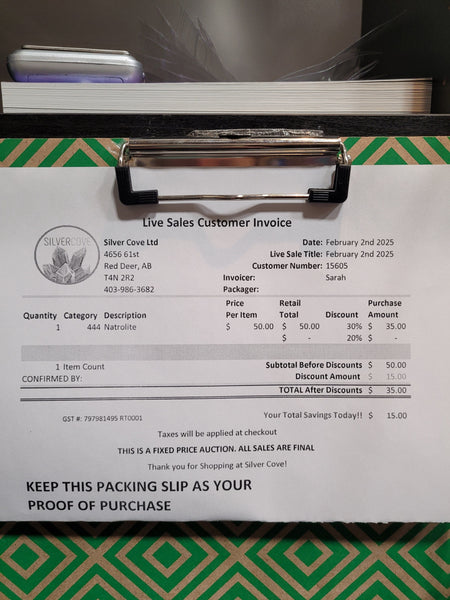 Live Sales Customer Invoice
SILVERCOVE
Silver Cove Ltd
4656 61st
Red Deer, AB
T4N 2R2
403-986-3682
Date: February 2nd 2025
Live Sale Title: February 2nd 2025
Customer Number: 15605
Invoicer: Sarah
Packager:
Quantity Category Description Price Per Item Retail Total Discount Purchase Amount
1 444 Natrolite $ 50.00 $ 50.00 30% $ 35.00
$ - 20% $ -
1 Item Count Subtotal Before Discounts $ 50.00
CONFIRMED BY: Discount Amount $ 15.00
TOTAL After Discounts $ 35.00
GST #: 797981495 RT0001 Your Total Savings Today!! $ 15.00
Taxes will be applied at checkout
THIS IS A FIXED PRICE AUCTION. ALL SALES ARE FINAL
Thank you for Shopping at Silver Cove!
KEEP THIS PACKING SLIP AS YOUR
PROOF OF PURCHASE